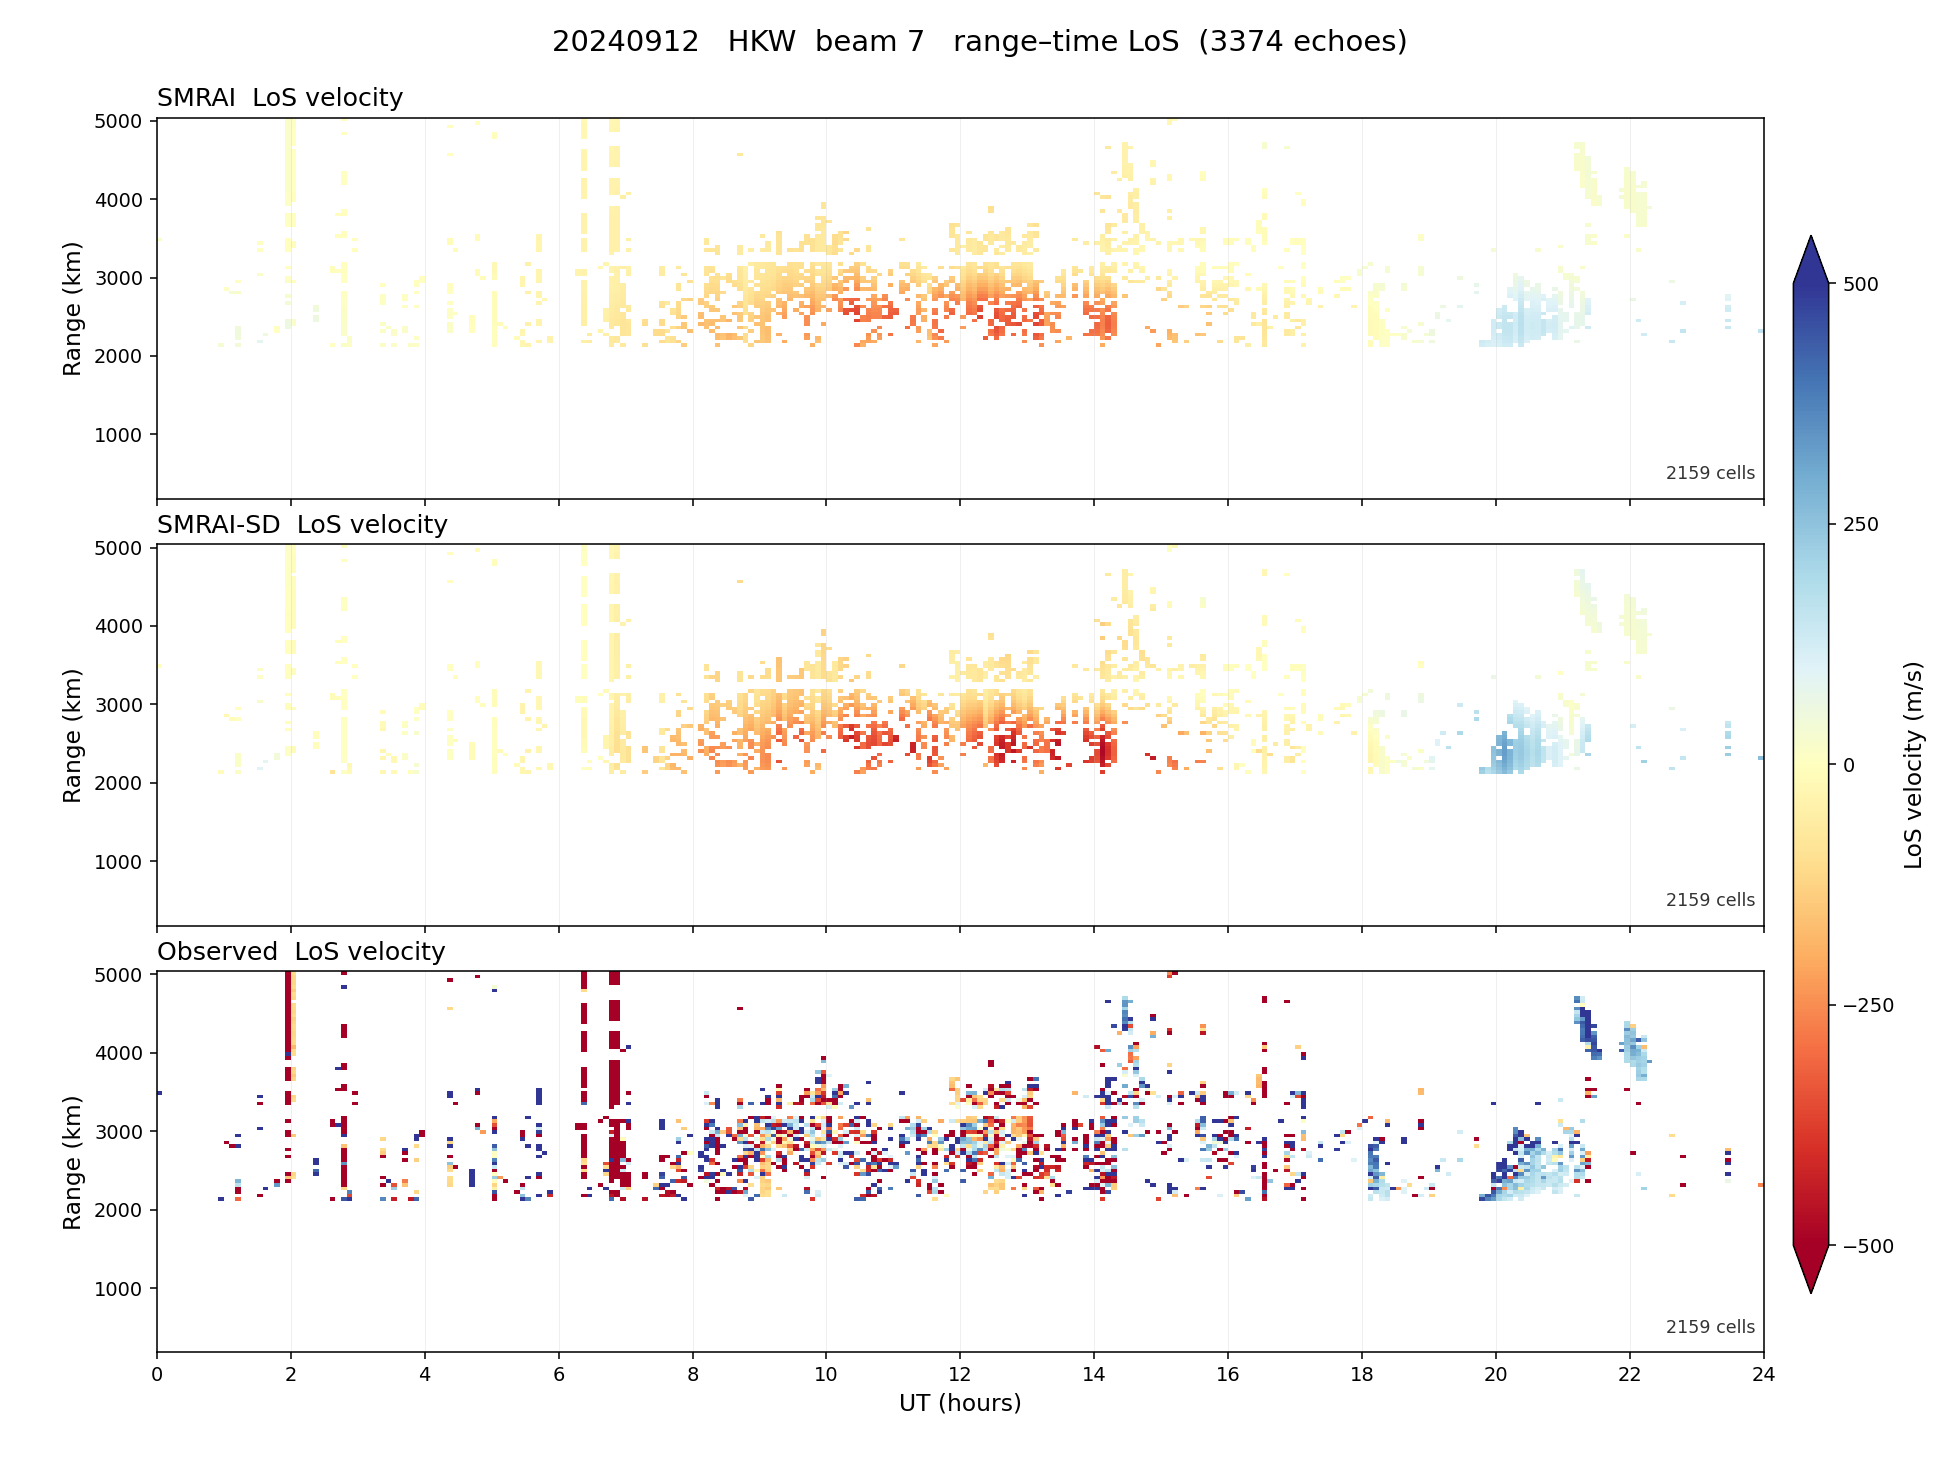 20240912   HKW  beam 7   range–time LoS  (3374 echoes)
SMRAI  LoS velocity
5000
4000
3000
2000
1000
Range (km)
2159 cells
SMRAI-SD  LoS velocity
5000
4000
3000
2000
1000
Range (km)
2159 cells
Observed  LoS velocity
5000
4000
3000
2000
1000
Range (km)
2159 cells
0 2 4 6 8 10 12 14 16 18 20 22 24
UT (hours)
500
250
0
−250
−500
LoS velocity (m/s)